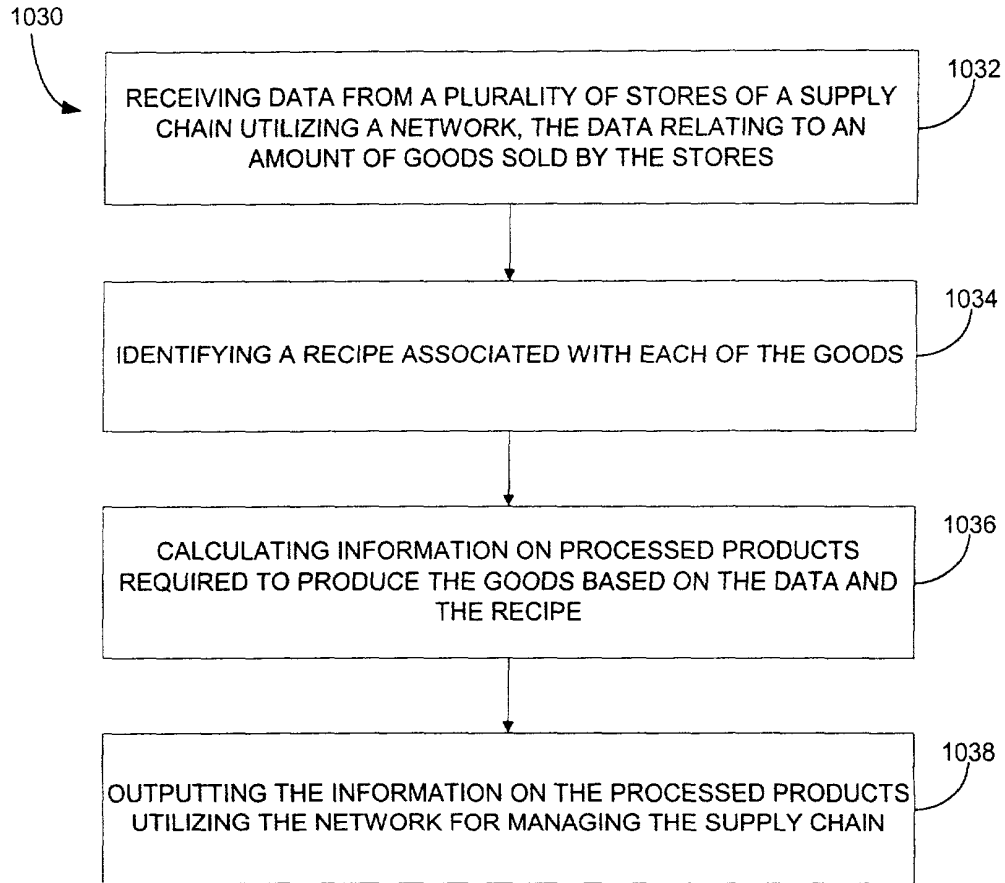 1030
1032
RECEIVING DATA FROM A PLURALITY OF STORES OF A SUPPLY
CHAIN UTILIZING A NETWORK, THE DATA RELATING TO AN
AMOUNT OF GOODS SOLD BY THE STORES
1034
IDENTIFYING A RECIPE ASSOCIATED WITH EACH OF THE GOODS
1036
CALCULATING INFORMATION ON PROCESSED PRODUCTS
REQUIRED TO PRODUCE THE GOODS BASED ON THE DATA AND
THE RECIPE
1038
OUTPUTTING THE INFORMATION ON THE PROCESSED PRODUCTS
UTILIZING THE NETWORK FOR MANAGING THE SUPPLY CHAIN